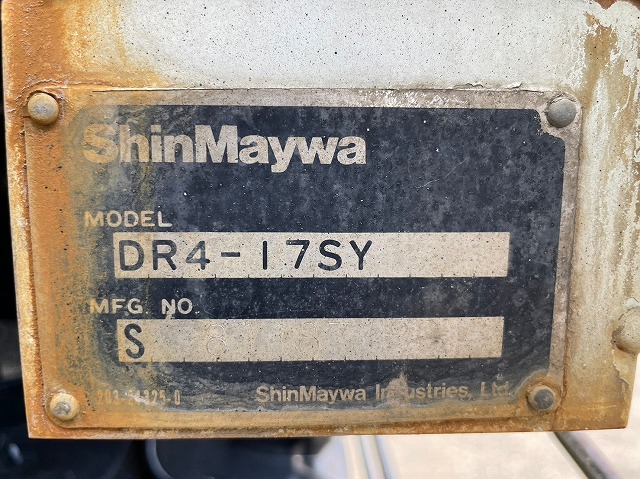 ShinMaywa
MODEL
DR4-17SY
MFG NO.
S
ShinMaywa Industries, Ltd.